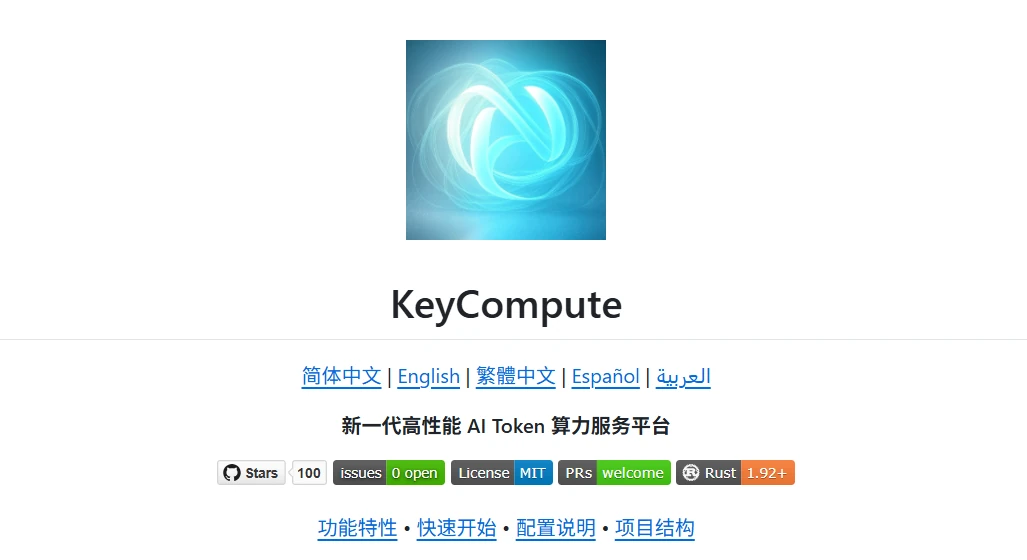 KeyCompute
简体中文 | English | 繁體中文 | Español | العربية
新一代高性能 AI Token 算力服务平台
Stars 100 issues 0 open License MIT PRs welcome Rust 1.92+
功能特性 • 快速开始 • 配置说明 • 项目结构